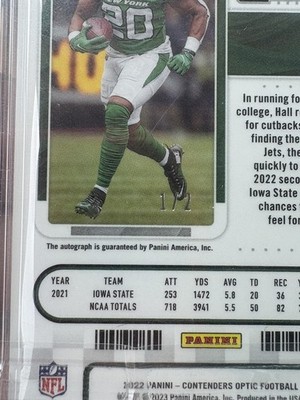 NEW YORK
20
In running fo
college, Hall r
for cutbacks
finding the
Jets, the
quickly to
2022 seco
Iowa State
chances
feel for
1/2
The autograph is guaranteed by Panini America, Inc.
YEAR TEAM ATT YDS AVG TD REC
2021 IOWA STATE 253 1472 5.8 20 36
NCAA TOTALS 718 3941 5.5 50 82
PANINI
NFL
2022 PANINI – CONTENDERS OPTIC FOOTBALL
©2023 Panini America, Inc. Produced in the US